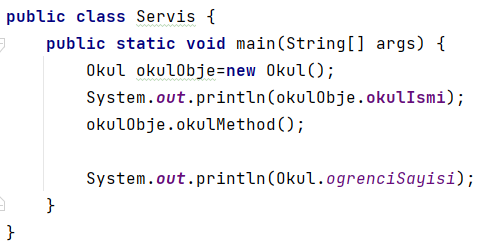 public class Servis {
    public static void main(String[] args) {
        Okul okulObje=new Okul();
        System.out.println(okulObje.okulIsmi);
        okulObje.okulMethod();

        System.out.println(Okul.ogrenciSayisi);
    }
}